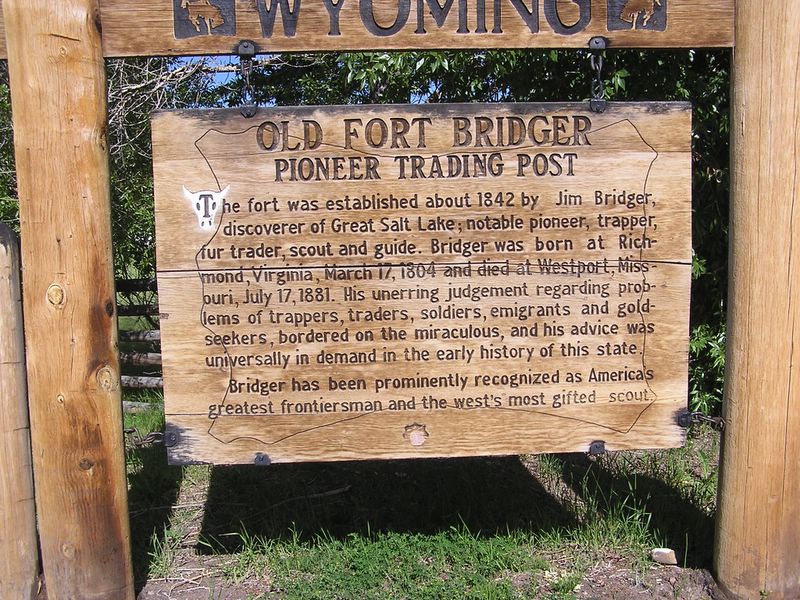 WYOMING
OLD FORT BRIDGER
PIONEER TRADING POST
The fort was established about 1842 by Jim Bridger,
discoverer of Great Salt Lake; notable pioneer, trapper,
fur trader, scout and guide. Bridger was born at Rich-
mond, Virginia, March 17, 1804 and died at Westport, Miss-
ouri, July 17, 1881. His unerring judgement regarding prob-
lems of trappers, traders, soldiers, emigrants and gold-
seekers, bordered on the miraculous, and his advice was
universally in demand in the early history of this state.
Bridger has been prominently recognized as America's
greatest frontiersman and the west's most gifted scout.